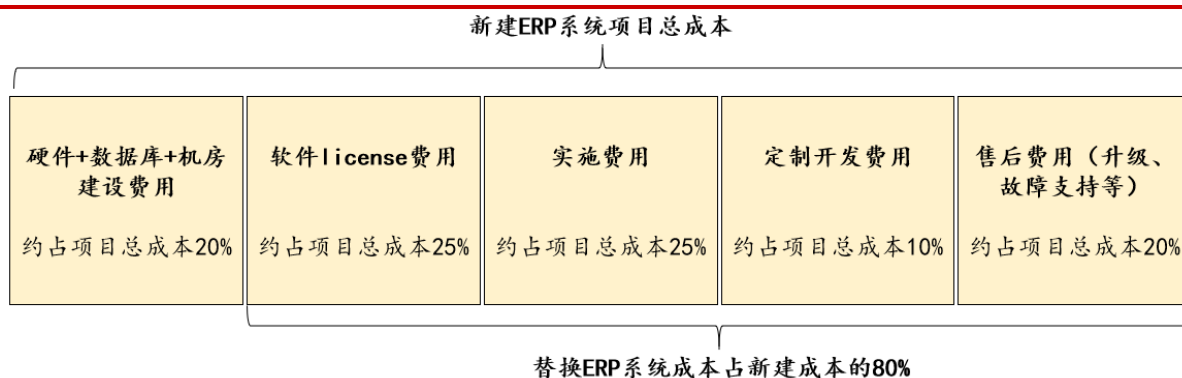 新建ERP系统项目总成本
硬件+数据库+机房
建设费用
约占项目总成本20%
软件license费用
约占项目总成本25%
实施费用
约占项目总成本25%
定制开发费用
约占项目总成本10%
售后费用（升级、
故障支持等）
约占项目总成本20%
替换ERP系统成本占新建成本的80%